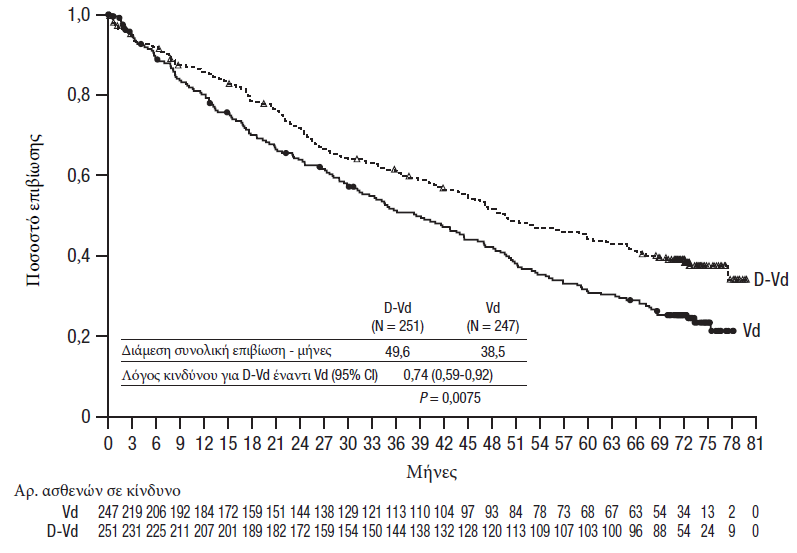 1,0
0,8
0,6
0,4
0,2
0
Ποσοστό επιβίωσης
D-Vd
Vd
D-Vd Vd
(N = 251) (N = 247)
Διάμεση συνολική επιβίωση - μήνες 49,6 38,5
Λόγος κινδύνου για D-Vd έναντι Vd (95% CI) 0,74 (0,59-0,92)
P = 0,0075
0 3 6 9 12 15 18 21 24 27 30 33 36 39 42 45 48 51 54 57 60 63 66 69 72 75 78 81
Μήνες
Αρ. ασθενών σε κίνδυνο
Vd 247 219 206 192 184 172 159 151 144 138 129 121 113 110 104 97 93 84 78 73 68 67 63 54 34 13 2 0
D-Vd 251 231 225 211 207 201 189 182 172 159 154 150 144 138 132 128 120 113 109 107 103 100 96 88 54 24 9 0